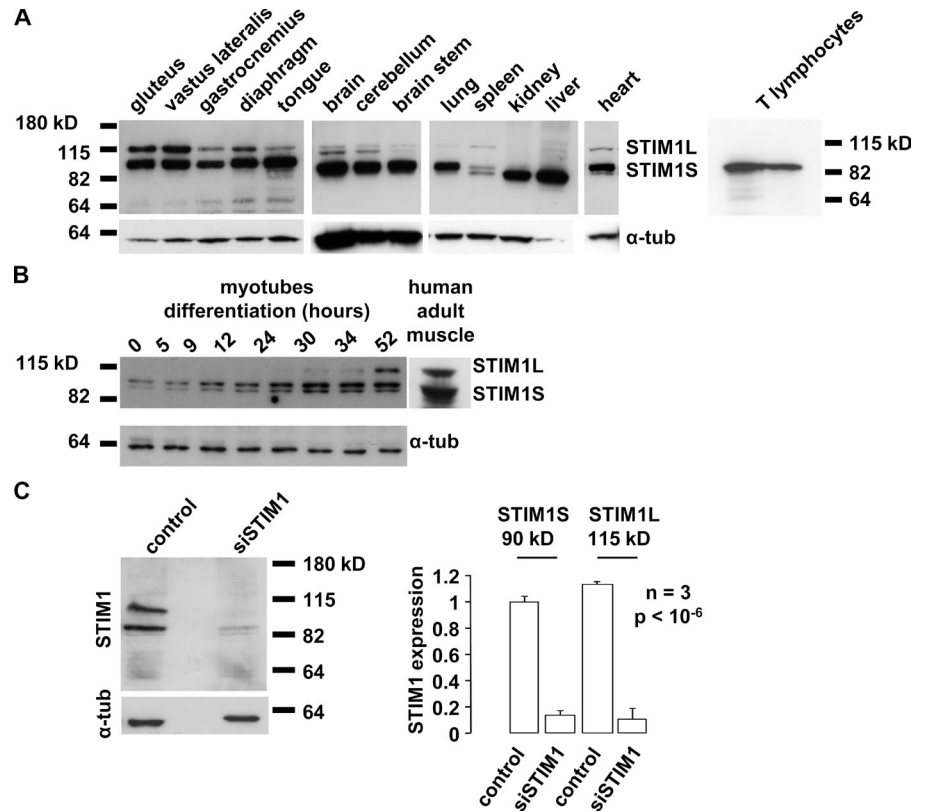 A
gluteus
vastus lateralis
gastrocnemius
diaphragm
tongue
brain
cerebellum
brain stem
lung
spleen
kidney
liver
heart
T lymphocytes
180 kD
115
82
64
64
STIM1L
STIM1S
α-tub
115 kD
82
64
B
myotubes
differentiation (hours)
human
adult
muscle
0 5 9 12 24 30 34 52
115 kD
82
64
STIM1L
STIM1S
α-tub
C
control
siSTIM1
STIM1
α-tub
180 kD
115
82
64
64
STIM1S
90 kD
STIM1L
115 kD
n = 3
p < 10⁻⁶
STIM1 expression
1.2
1
0.8
0.6
0.4
0.2
0
control
siSTIM1
control
siSTIM1